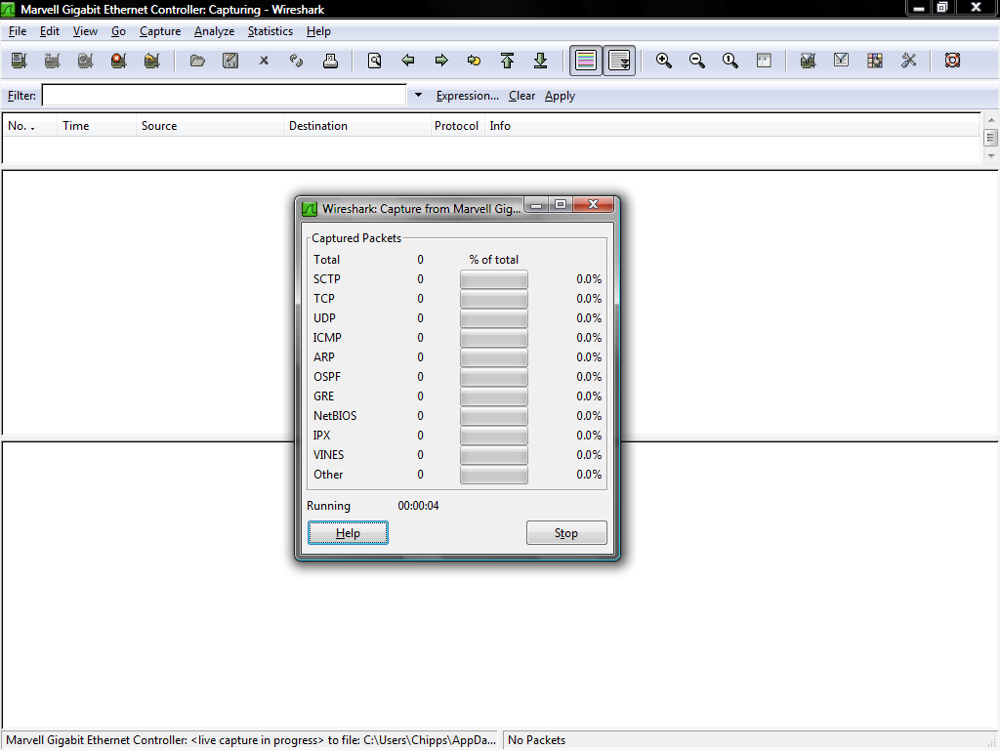 Marvell Gigabit Ethernet Controller: Capturing - Wireshark
File Edit View Go Capture Analyze Statistics Help
Filter: Expression... Clear Apply
No. Time Source Destination Protocol Info
Wireshark: Capture from Marvell Gig...
Captured Packets
Total 0 % of total
SCTP 0 0.0%
TCP 0 0.0%
UDP 0 0.0%
ICMP 0 0.0%
ARP 0 0.0%
OSPF 0 0.0%
GRE 0 0.0%
NetBIOS 0 0.0%
IPX 0 0.0%
VINES 0 0.0%
Other 0 0.0%
Running 00:00:04
Help Stop
Marvell Gigabit Ethernet Controller: <live capture in progress> to file: C:\Users\Chipps\AppDa... No Packets